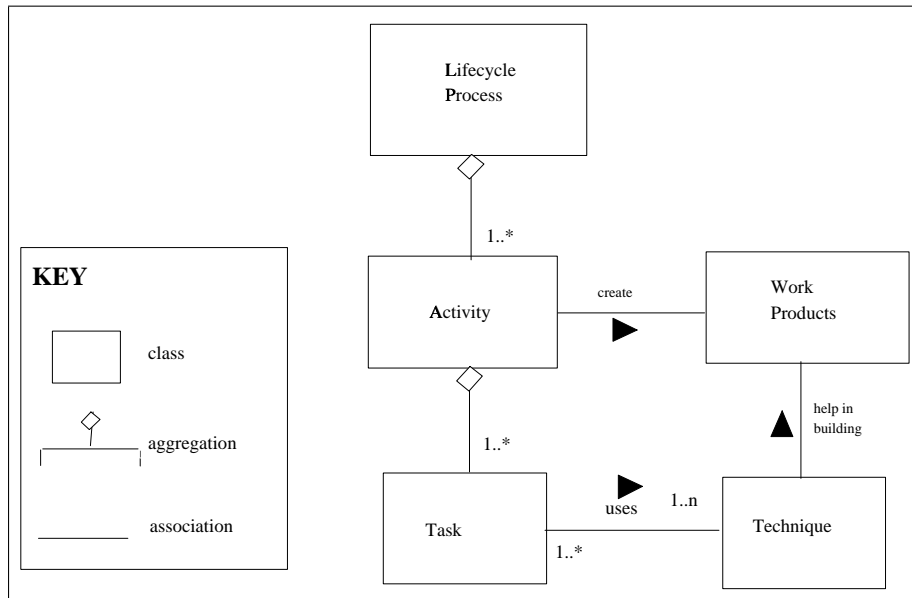 Lifecycle
Process
1..*
KEY
class
aggregation
association
Activity
create
Work
Products
1..*
help in
building
Task
uses
1..n
1..*
Technique